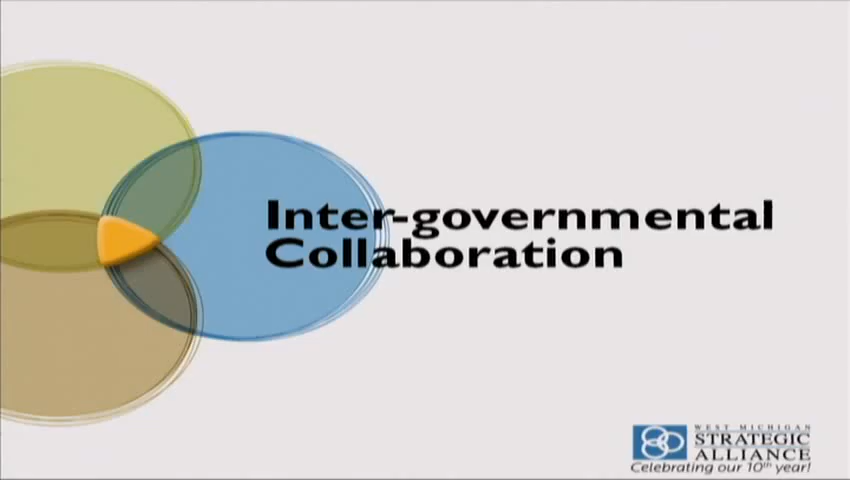 Inter-governmental
Collaboration
WEST MICHIGAN
STRATEGIC
ALLIANCE
Celebrating our 10th year!